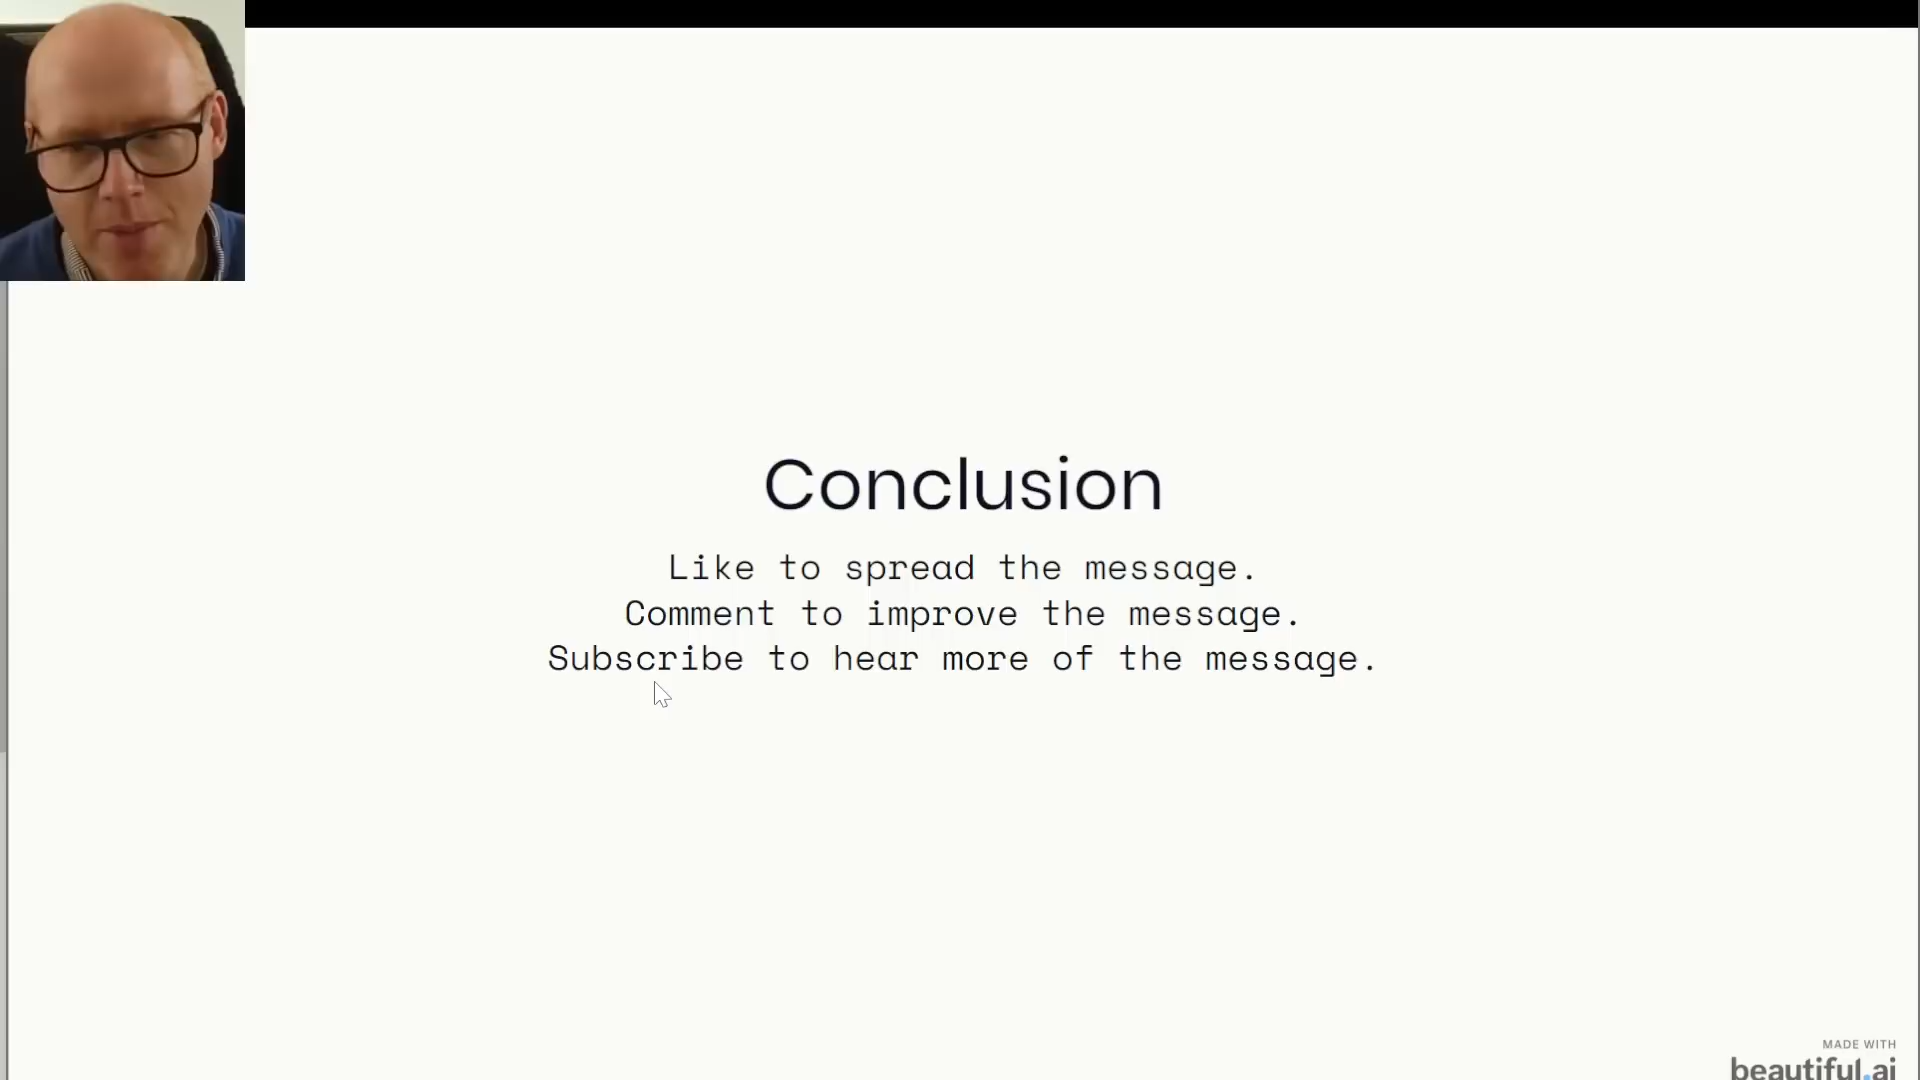 Conclusion
Like to spread the message.
Comment to improve the message.
Subscribe to hear more of the message.
MADE WITH
beautiful.ai